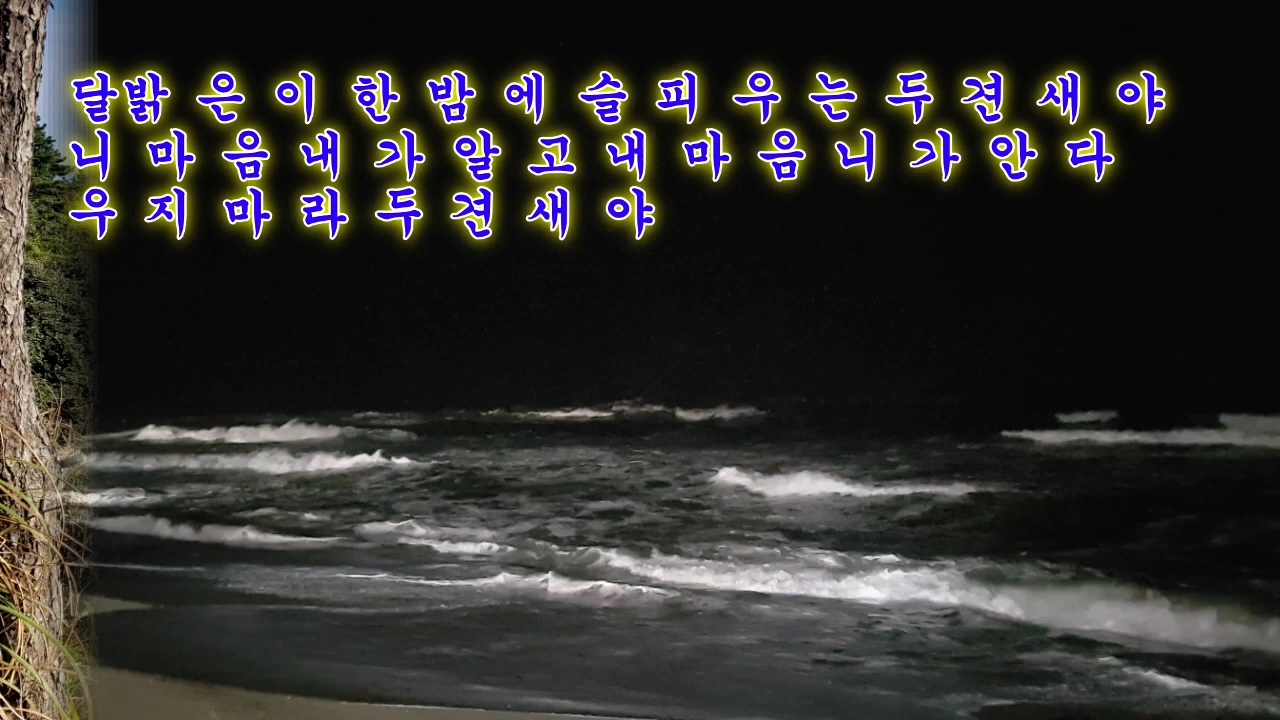 달밝 은 이 한 밤 에 슬 피 우 는 두 견 새 야
니 마 음 내 가 알 고 내 마 음 니 가 안 다
우 지 마 라 두 견 새 야